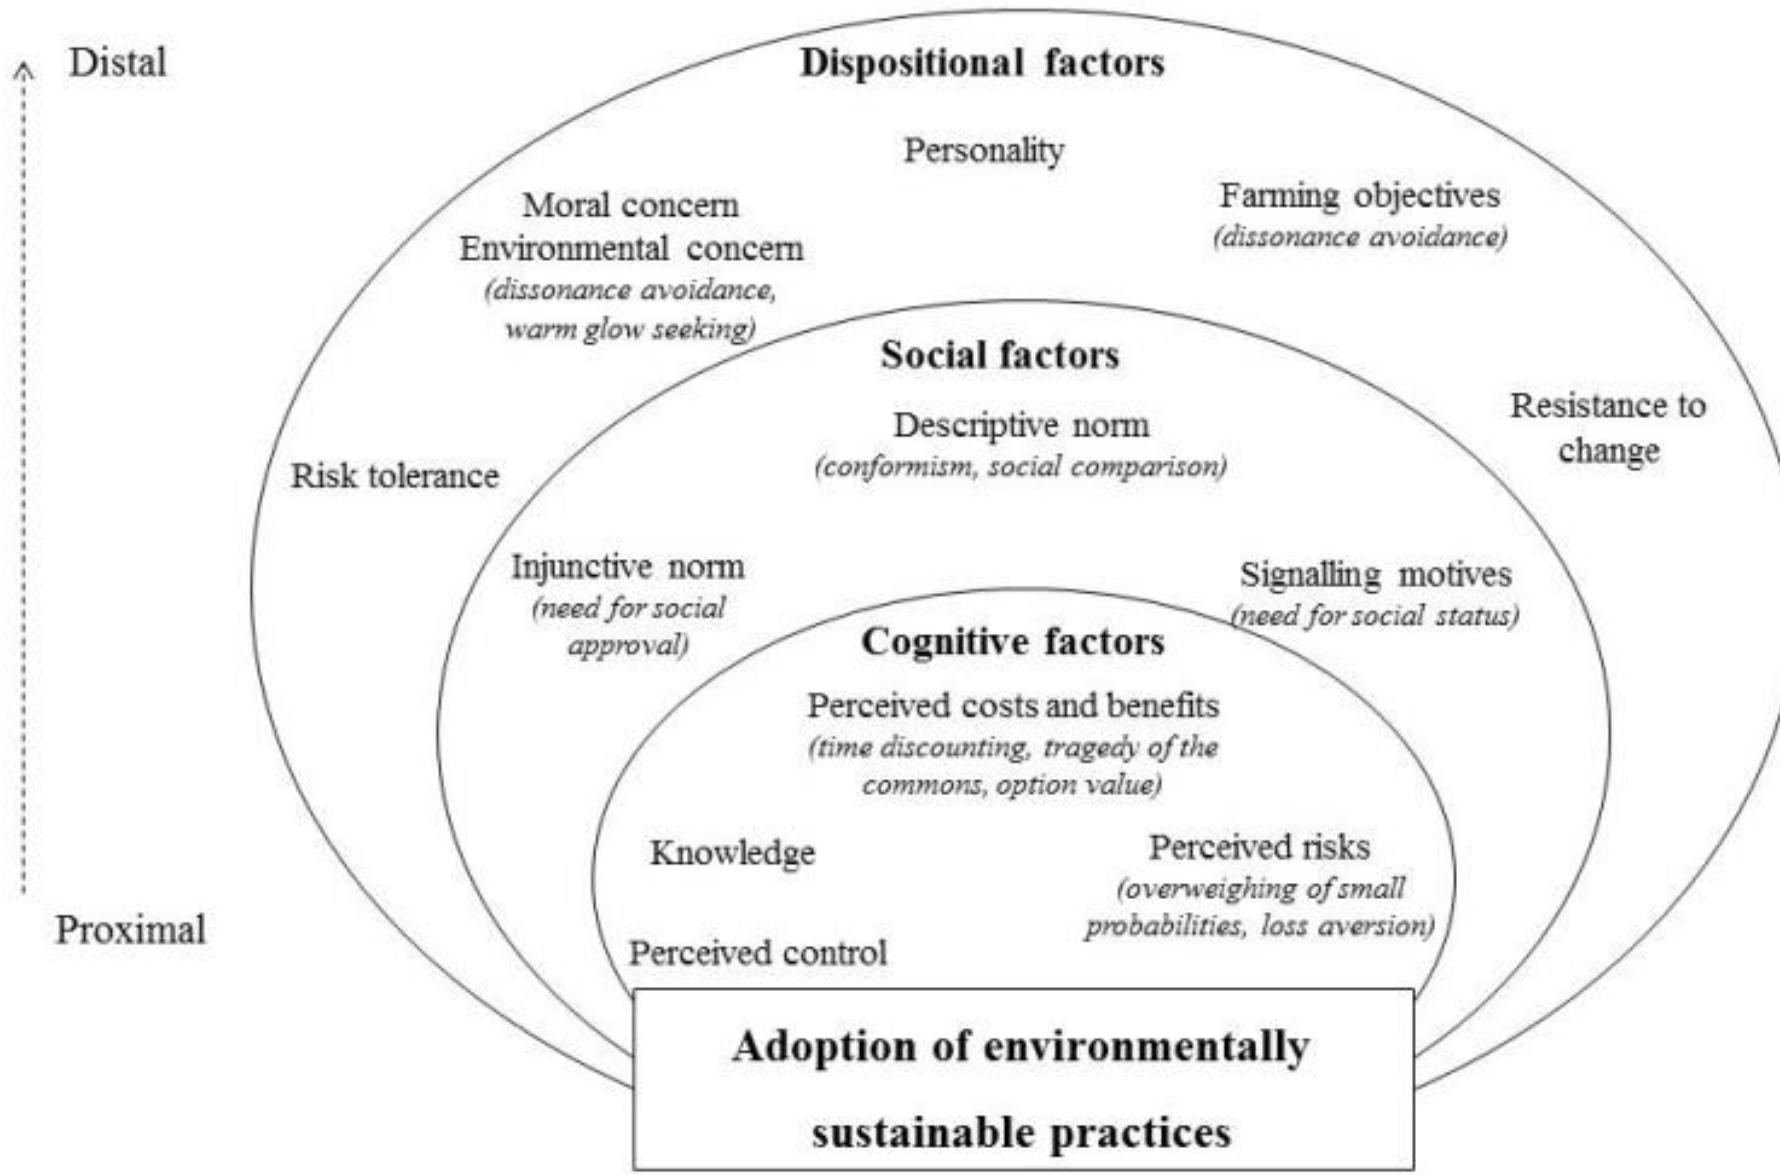 Distal
Dispositional factors
Personality
Moral concern
Environmental concern
(dissonance avoidance,
warm glow seeking)
Farming objectives
(dissonance avoidance)
Social factors
Descriptive norm
(conformism, social comparison)
Resistance to
change
Risk tolerance
Injunctive norm
(need for social
approval)
Signalling motives
(need for social status)
Cognitive factors
Perceived costs and benefits
(time discounting, tragedy of the
commons, option value)
Knowledge
Perceived risks
(overweighing of small
probabilities, loss aversion)
Proximal
Perceived control
Adoption of environmentally
sustainable practices